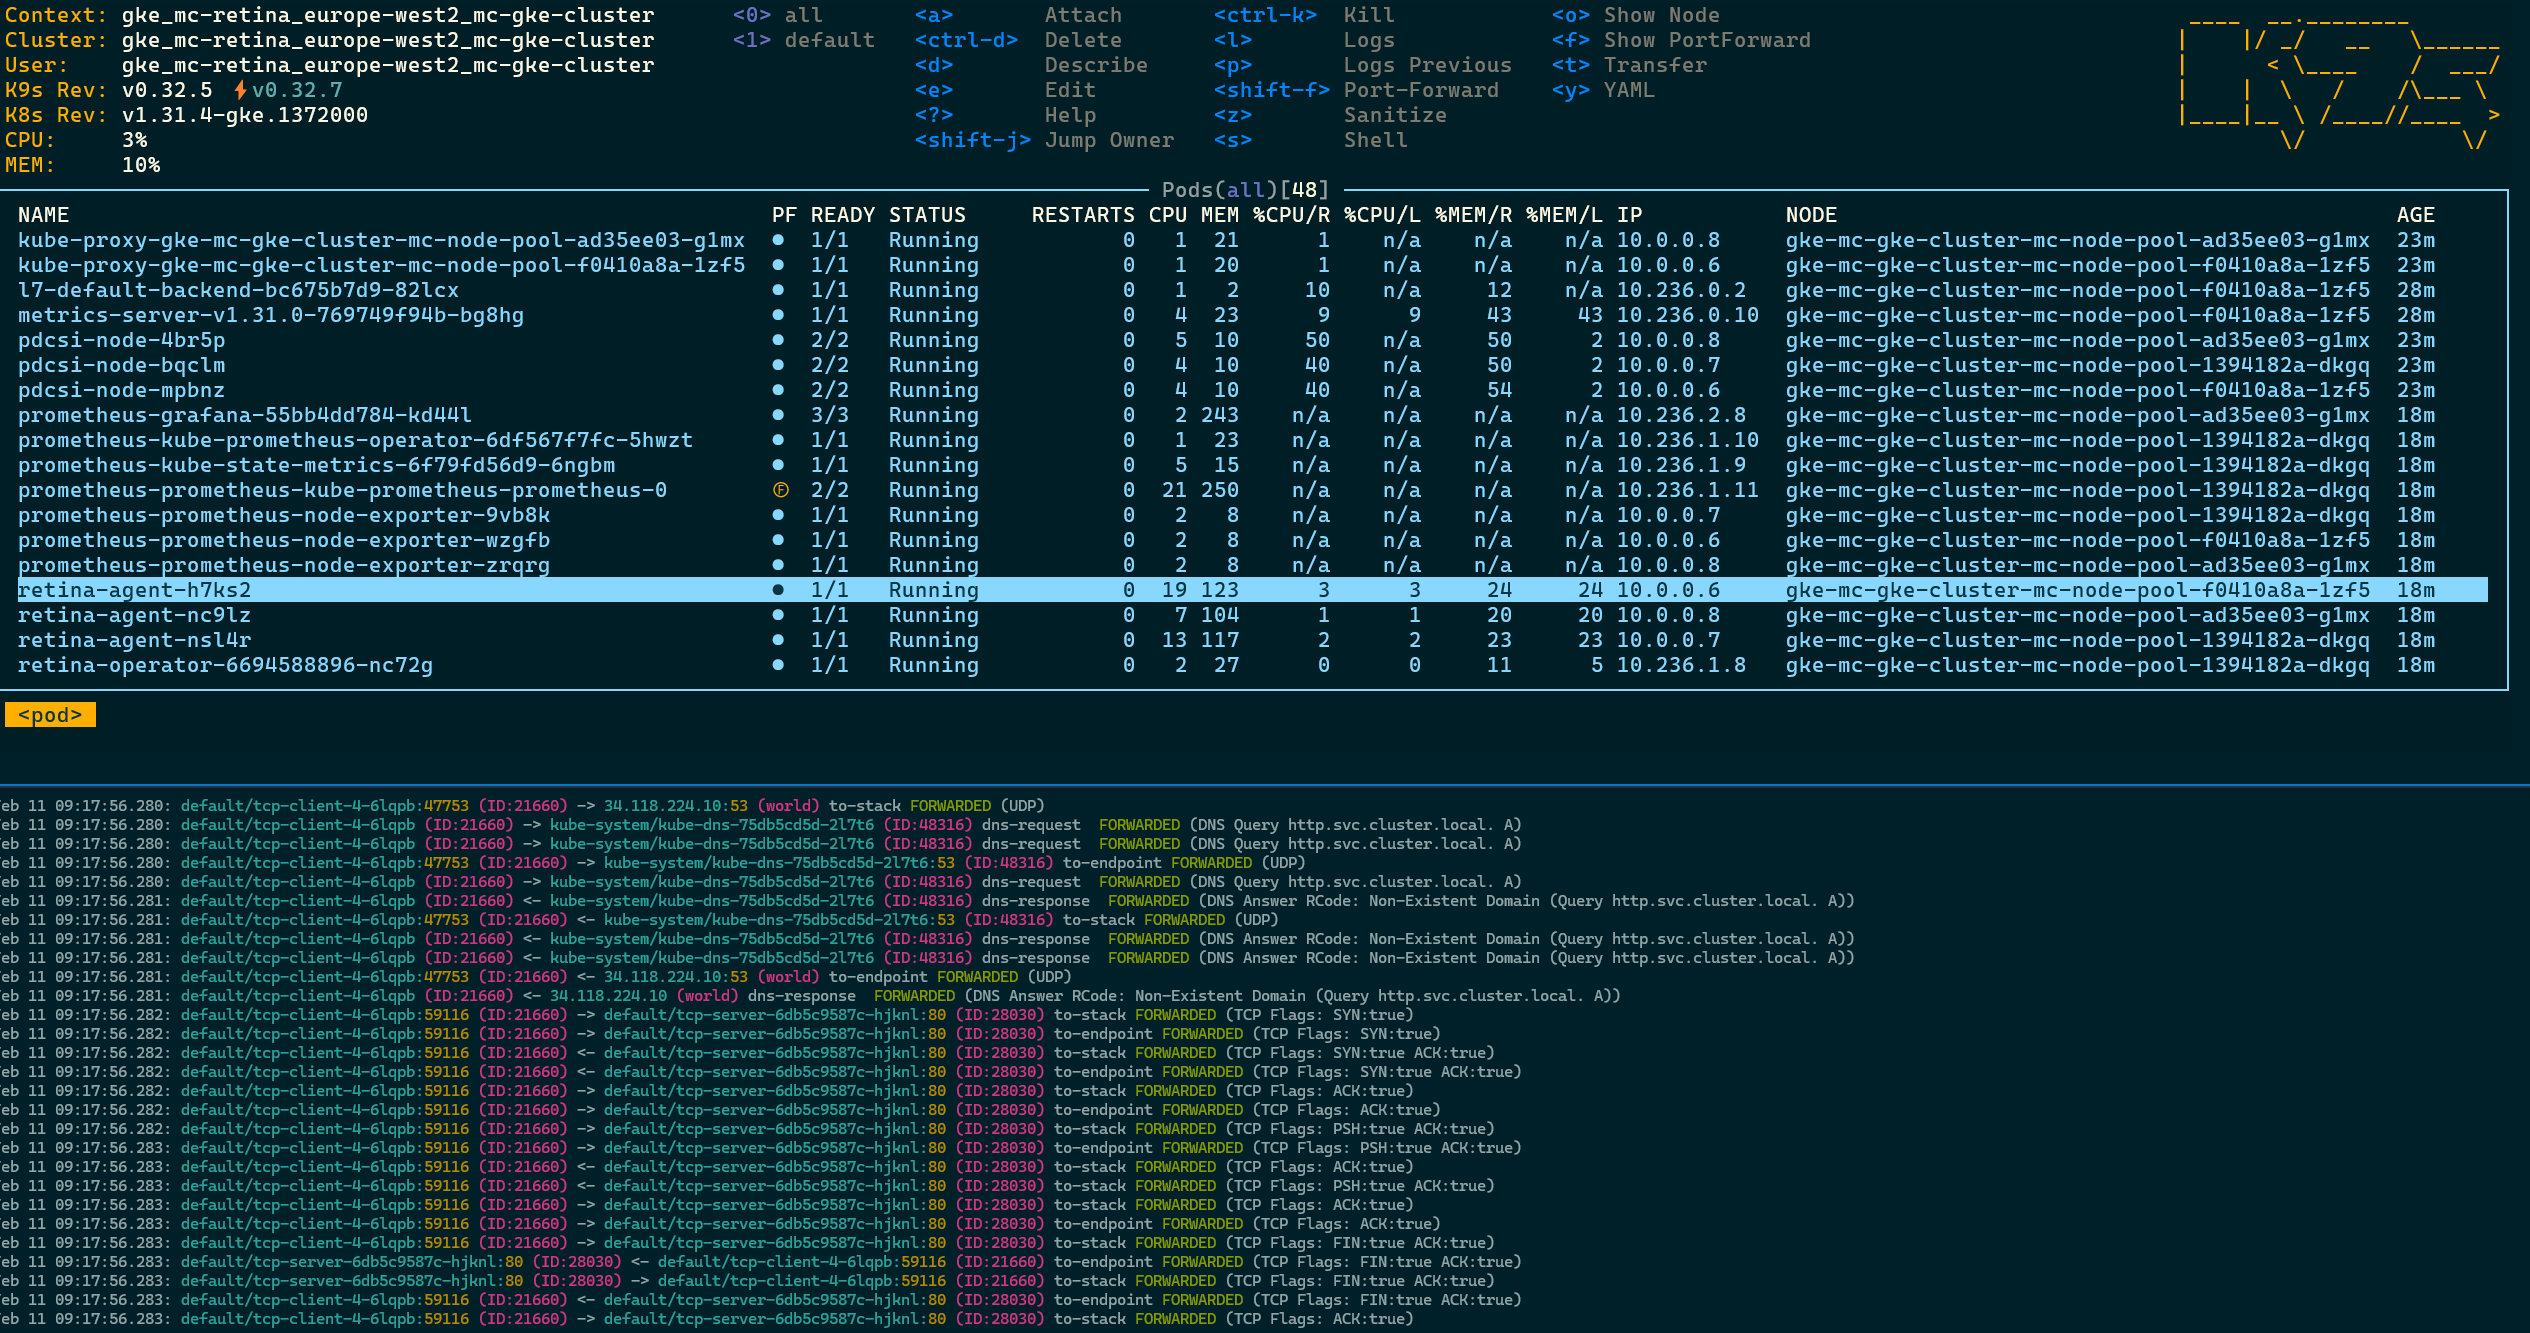 Context: gke_mc-retina_europe-west2_mc-gke-cluster <0> all <a> Attach <ctrl-k> Kill <o> Show Node
Cluster: gke_mc-retina_europe-west2_mc-gke-cluster <1> default <ctrl-d> Delete <l> Logs <f> Show PortForward
User: gke_mc-retina_europe-west2_mc-gke-cluster <d> Describe <p> Logs Previous <t> Transfer
K9s Rev: v0.32.5 ⚡v0.32.7 <e> Edit <shift-f> Port-Forward <y> YAML
K8s Rev: v1.31.4-gke.1372000 <?> Help <z> Sanitize
CPU: 3% <shift-j> Jump Owner <s> Shell
MEM: 10%
Pods(all)[48]
NAME PF READY STATUS RESTARTS CPU MEM %CPU/R %CPU/L %MEM/R %MEM/L IP NODE AGE
kube-proxy-gke-mc-gke-cluster-mc-node-pool-ad35ee03-g1mx ● 1/1 Running 0 1 21 1 n/a n/a n/a 10.0.0.8 gke-mc-gke-cluster-mc-node-pool-ad35ee03-g1mx 23m
kube-proxy-gke-mc-gke-cluster-mc-node-pool-f0410a8a-1zf5 ● 1/1 Running 0 1 20 1 n/a n/a n/a 10.0.0.6 gke-mc-gke-cluster-mc-node-pool-f0410a8a-1zf5 23m
l7-default-backend-bc675b7d9-82lcx ● 1/1 Running 0 1 2 10 n/a 12 n/a 10.236.0.2 gke-mc-gke-cluster-mc-node-pool-f0410a8a-1zf5 28m
metrics-server-v1.31.0-769749f94b-bg8hg ● 1/1 Running 0 4 23 9 9 43 43 10.236.0.10 gke-mc-gke-cluster-mc-node-pool-f0410a8a-1zf5 28m
pdcsi-node-4br5p ● 2/2 Running 0 5 10 50 n/a 50 2 10.0.0.8 gke-mc-gke-cluster-mc-node-pool-ad35ee03-g1mx 23m
pdcsi-node-bqclm ● 2/2 Running 0 4 10 40 n/a 50 2 10.0.0.7 gke-mc-gke-cluster-mc-node-pool-1394182a-dkgq 23m
pdcsi-node-mpbnz ● 2/2 Running 0 4 10 40 n/a 54 2 10.0.0.6 gke-mc-gke-cluster-mc-node-pool-f0410a8a-1zf5 23m
prometheus-grafana-55bb4dd784-kd44l ● 3/3 Running 0 2 243 n/a n/a n/a n/a 10.236.2.8 gke-mc-gke-cluster-mc-node-pool-ad35ee03-g1mx 18m
prometheus-kube-prometheus-operator-6df567f7fc-5hwzt ● 1/1 Running 0 1 23 n/a n/a n/a n/a 10.236.1.10 gke-mc-gke-cluster-mc-node-pool-1394182a-dkgq 18m
prometheus-kube-state-metrics-6f79fd56d9-6ngbm ● 1/1 Running 0 5 15 n/a n/a n/a n/a 10.236.1.9 gke-mc-gke-cluster-mc-node-pool-1394182a-dkgq 18m
prometheus-prometheus-kube-prometheus-prometheus-0 Ⓕ 2/2 Running 0 21 250 n/a n/a n/a n/a 10.236.1.11 gke-mc-gke-cluster-mc-node-pool-1394182a-dkgq 18m
prometheus-prometheus-node-exporter-9vb8k ● 1/1 Running 0 2 8 n/a n/a n/a n/a 10.0.0.7 gke-mc-gke-cluster-mc-node-pool-1394182a-dkgq 18m
prometheus-prometheus-node-exporter-wzgfb ● 1/1 Running 0 2 8 n/a n/a n/a n/a 10.0.0.6 gke-mc-gke-cluster-mc-node-pool-f0410a8a-1zf5 18m
prometheus-prometheus-node-exporter-zrqrg ● 1/1 Running 0 2 8 n/a n/a n/a n/a 10.0.0.8 gke-mc-gke-cluster-mc-node-pool-ad35ee03-g1mx 18m
retina-agent-h7ks2 ● 1/1 Running 0 19 123 3 3 24 24 10.0.0.6 gke-mc-gke-cluster-mc-node-pool-f0410a8a-1zf5 18m
retina-agent-nc9lz ● 1/1 Running 0 7 104 1 1 20 20 10.0.0.8 gke-mc-gke-cluster-mc-node-pool-ad35ee03-g1mx 18m
retina-agent-nsl4r ● 1/1 Running 0 13 117 2 2 23 23 10.0.0.7 gke-mc-gke-cluster-mc-node-pool-1394182a-dkgq 18m
retina-operator-6694588896-nc72g ● 1/1 Running 0 2 27 0 0 11 5 10.236.1.8 gke-mc-gke-cluster-mc-node-pool-1394182a-dkgq 18m
<pod>
eb 11 09:17:56.280: default/tcp-client-4-6lqpb:47753 (ID:21660) -> 34.118.224.10:53 (world) to-stack FORWARDED (UDP)
eb 11 09:17:56.280: default/tcp-client-4-6lqpb (ID:21660) -> kube-system/kube-dns-75db5cd5d-2l7t6 (ID:48316) dns-request FORWARDED (DNS Query http.svc.cluster.local. A)
eb 11 09:17:56.280: default/tcp-client-4-6lqpb (ID:21660) -> kube-system/kube-dns-75db5cd5d-2l7t6 (ID:48316) dns-request FORWARDED (DNS Query http.svc.cluster.local. A)
eb 11 09:17:56.280: default/tcp-client-4-6lqpb:47753 (ID:21660) -> kube-system/kube-dns-75db5cd5d-2l7t6:53 (ID:48316) to-endpoint FORWARDED (UDP)
eb 11 09:17:56.280: default/tcp-client-4-6lqpb (ID:21660) -> kube-system/kube-dns-75db5cd5d-2l7t6 (ID:48316) dns-request FORWARDED (DNS Query http.svc.cluster.local. A)
eb 11 09:17:56.281: default/tcp-client-4-6lqpb (ID:21660) <- kube-system/kube-dns-75db5cd5d-2l7t6 (ID:48316) dns-response FORWARDED (DNS Answer RCode: Non-Existent Domain (Query http.svc.cluster.local. A))
eb 11 09:17:56.281: default/tcp-client-4-6lqpb:47753 (ID:21660) <- kube-system/kube-dns-75db5cd5d-2l7t6:53 (ID:48316) to-stack FORWARDED (UDP)
eb 11 09:17:56.281: default/tcp-client-4-6lqpb (ID:21660) <- kube-system/kube-dns-75db5cd5d-2l7t6 (ID:48316) dns-response FORWARDED (DNS Answer RCode: Non-Existent Domain (Query http.svc.cluster.local. A))
eb 11 09:17:56.281: default/tcp-client-4-6lqpb (ID:21660) <- kube-system/kube-dns-75db5cd5d-2l7t6 (ID:48316) dns-response FORWARDED (DNS Answer RCode: Non-Existent Domain (Query http.svc.cluster.local. A))
eb 11 09:17:56.281: default/tcp-client-4-6lqpb:47753 (ID:21660) <- 34.118.224.10:53 (world) to-endpoint FORWARDED (UDP)
eb 11 09:17:56.281: default/tcp-client-4-6lqpb (ID:21660) <- 34.118.224.10 (world) dns-response FORWARDED (DNS Answer RCode: Non-Existent Domain (Query http.svc.cluster.local. A))
eb 11 09:17:56.282: default/tcp-client-4-6lqpb:59116 (ID:21660) -> default/tcp-server-6db5c9587c-hjknl:80 (ID:28030) to-stack FORWARDED (TCP Flags: SYN:true)
eb 11 09:17:56.282: default/tcp-client-4-6lqpb:59116 (ID:21660) -> default/tcp-server-6db5c9587c-hjknl:80 (ID:28030) to-endpoint FORWARDED (TCP Flags: SYN:true)
eb 11 09:17:56.282: default/tcp-client-4-6lqpb:59116 (ID:21660) <- default/tcp-server-6db5c9587c-hjknl:80 (ID:28030) to-stack FORWARDED (TCP Flags: SYN:true ACK:true)
eb 11 09:17:56.282: default/tcp-client-4-6lqpb:59116 (ID:21660) <- default/tcp-server-6db5c9587c-hjknl:80 (ID:28030) to-endpoint FORWARDED (TCP Flags: SYN:true ACK:true)
eb 11 09:17:56.282: default/tcp-client-4-6lqpb:59116 (ID:21660) -> default/tcp-server-6db5c9587c-hjknl:80 (ID:28030) to-stack FORWARDED (TCP Flags: ACK:true)
eb 11 09:17:56.282: default/tcp-client-4-6lqpb:59116 (ID:21660) -> default/tcp-server-6db5c9587c-hjknl:80 (ID:28030) to-endpoint FORWARDED (TCP Flags: ACK:true)
eb 11 09:17:56.282: default/tcp-client-4-6lqpb:59116 (ID:21660) -> default/tcp-server-6db5c9587c-hjknl:80 (ID:28030) to-stack FORWARDED (TCP Flags: PSH:true ACK:true)
eb 11 09:17:56.283: default/tcp-client-4-6lqpb:59116 (ID:21660) -> default/tcp-server-6db5c9587c-hjknl:80 (ID:28030) to-endpoint FORWARDED (TCP Flags: PSH:true ACK:true)
eb 11 09:17:56.283: default/tcp-client-4-6lqpb:59116 (ID:21660) <- default/tcp-server-6db5c9587c-hjknl:80 (ID:28030) to-stack FORWARDED (TCP Flags: ACK:true)
eb 11 09:17:56.283: default/tcp-client-4-6lqpb:59116 (ID:21660) <- default/tcp-server-6db5c9587c-hjknl:80 (ID:28030) to-stack FORWARDED (TCP Flags: PSH:true ACK:true)
eb 11 09:17:56.283: default/tcp-client-4-6lqpb:59116 (ID:21660) -> default/tcp-server-6db5c9587c-hjknl:80 (ID:28030) to-stack FORWARDED (TCP Flags: ACK:true)
eb 11 09:17:56.283: default/tcp-client-4-6lqpb:59116 (ID:21660) -> default/tcp-server-6db5c9587c-hjknl:80 (ID:28030) to-endpoint FORWARDED (TCP Flags: ACK:true)
eb 11 09:17:56.283: default/tcp-client-4-6lqpb:59116 (ID:21660) -> default/tcp-server-6db5c9587c-hjknl:80 (ID:28030) to-stack FORWARDED (TCP Flags: FIN:true ACK:true)
eb 11 09:17:56.283: default/tcp-server-6db5c9587c-hjknl:80 (ID:28030) <- default/tcp-client-4-6lqpb:59116 (ID:21660) to-endpoint FORWARDED (TCP Flags: FIN:true ACK:true)
eb 11 09:17:56.283: default/tcp-server-6db5c9587c-hjknl:80 (ID:28030) -> default/tcp-client-4-6lqpb:59116 (ID:21660) to-stack FORWARDED (TCP Flags: FIN:true ACK:true)
eb 11 09:17:56.283: default/tcp-client-4-6lqpb:59116 (ID:21660) <- default/tcp-server-6db5c9587c-hjknl:80 (ID:28030) to-endpoint FORWARDED (TCP Flags: FIN:true ACK:true)
eb 11 09:17:56.283: default/tcp-client-4-6lqpb:59116 (ID:21660) -> default/tcp-server-6db5c9587c-hjknl:80 (ID:28030) to-stack FORWARDED (TCP Flags: ACK:true)